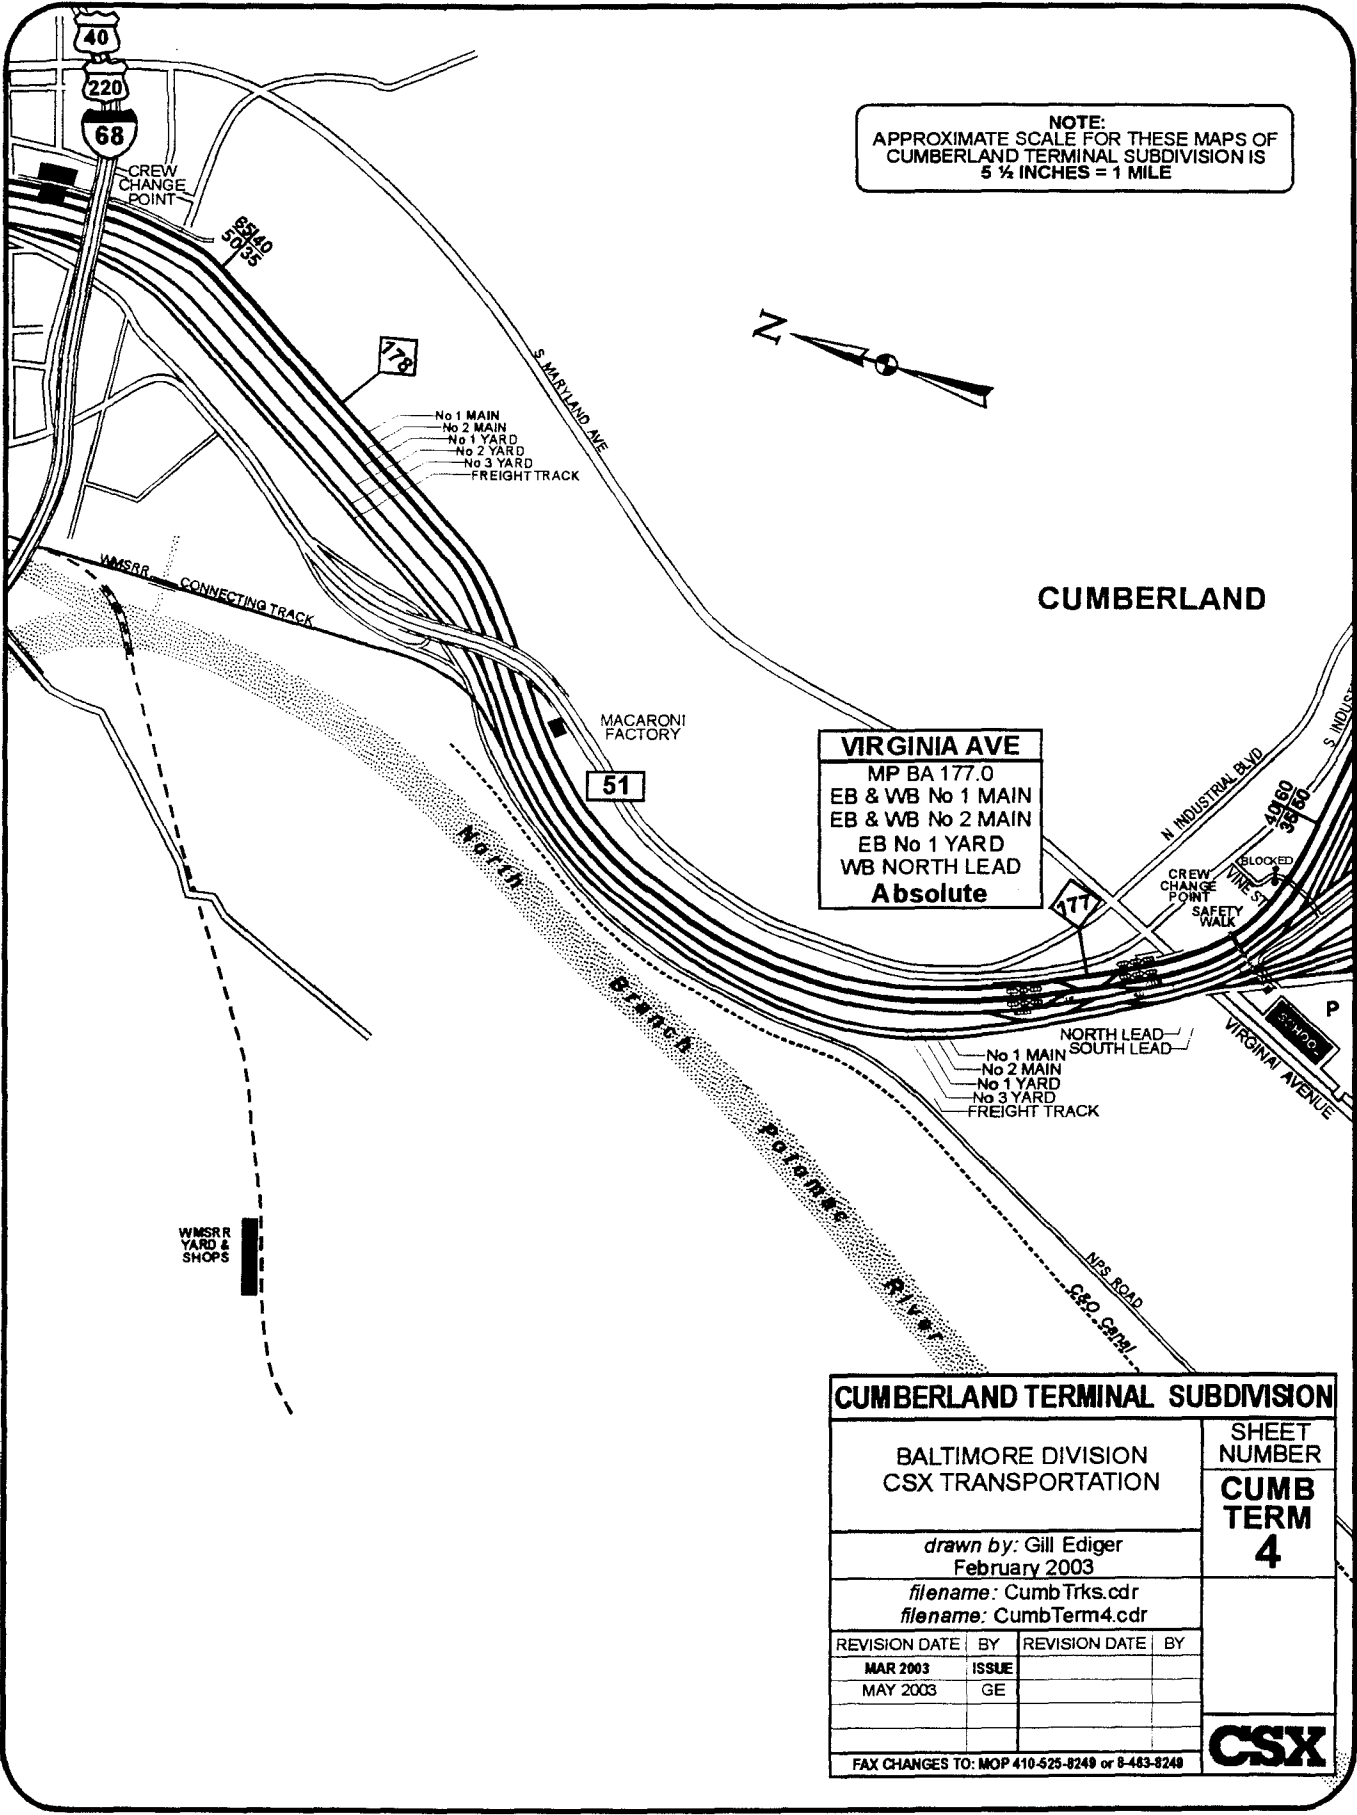 40
220
68
CREW
CHANGE
POINT
65/40
50/35
178
NOTE:
APPROXIMATE SCALE FOR THESE MAPS OF
CUMBERLAND TERMINAL SUBDIVISION IS
5 ½ INCHES = 1 MILE
N
S MARYLAND AVE
No 1 MAIN
No 2 MAIN
No 1 YARD
No 2 YARD
No 3 YARD
FREIGHT TRACK
WMSRR
CONNECTING TRACK
CUMBERLAND
MACARONI
FACTORY
51
VIRGINIA AVE
MP BA 177.0
EB & WB No 1 MAIN
EB & WB No 2 MAIN
EB No 1 YARD
WB NORTH LEAD
Absolute
177
N INDUSTRIAL BLVD
S INDUST
40/60
35/50
BLOCKED
VINE ST
CREW
CHANGE
POINT
SAFETY
WALK
SCHOOL
P
VIRGINAI AVENUE
NORTH LEAD
SOUTH LEAD
No 1 MAIN
No 2 MAIN
No 1 YARD
No 3 YARD
FREIGHT TRACK
North Branch Potomac River
NPS ROAD
C&O Canal
WMSRR
YARD &
SHOPS
CUMBERLAND TERMINAL SUBDIVISION
BALTIMORE DIVISION
CSX TRANSPORTATION
SHEET
NUMBER
CUMB
TERM
4
drawn by: Gill Ediger
February 2003
filename: CumbTrks.cdr
filename: CumbTerm4.cdr
REVISION DATE BY REVISION DATE BY
MAR 2003 ISSUE
MAY 2003 GE
FAX CHANGES TO: MOP 410-525-8249 or 8-463-8249
CSX